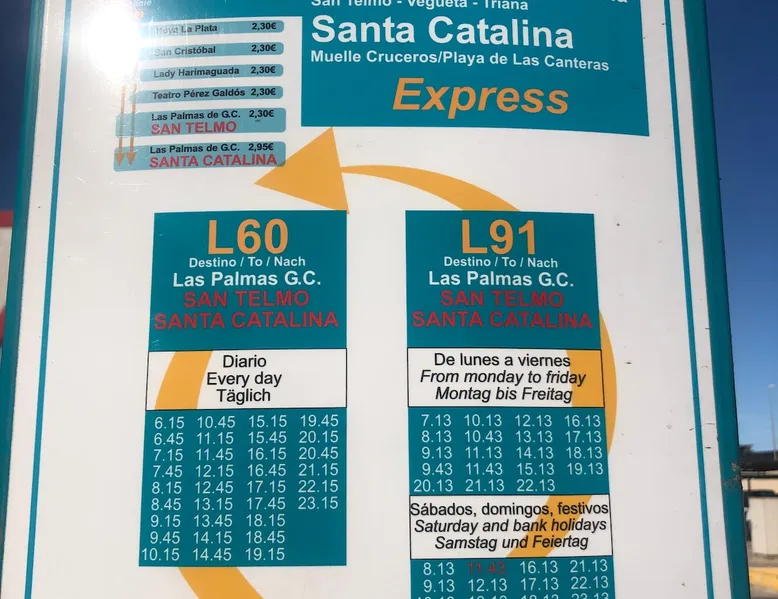 San Telmo - Vegueta - Triana
Santa Catalina
Muelle Cruceros/Playa de Las Canteras
Express
Hoya La Plata 2,30€
San Cristóbal 2,30€
Lady Harimaguada 2,30€
Teatro Pérez Galdós 2,30€
Las Palmas de G.C. 2,30€
SAN TELMO
Las Palmas de G.C. 2,95€
SANTA CATALINA
L60
Destino / To / Nach
Las Palmas G.C.
SAN TELMO
SANTA CATALINA
Diario
Every day
Täglich
6.15 10.45 15.15 19.45
6.45 11.15 15.45 20.15
7.15 11.45 16.15 20.45
7.45 12.15 16.45 21.15
8.15 12.45 17.15 22.15
8.45 13.15 17.45 23.15
9.15 13.45 18.15
9.45 14.15 18.45
10.15 14.45 19.15
L91
Destino / To / Nach
Las Palmas G.C.
SAN TELMO
SANTA CATALINA
De lunes a viernes
From monday to friday
Montag bis Freitag
7.13 10.13 12.13 16.13
8.13 10.43 13.13 17.13
9.13 11.13 14.13 18.13
9.43 11.43 15.13 19.13
20.13 21.13 22.13
Sábados, domingos, festivos
Saturday and bank holidays
Samstag und Feiertag
8.13 11.43 16.13 21.13
9.13 12.13 17.13 22.13